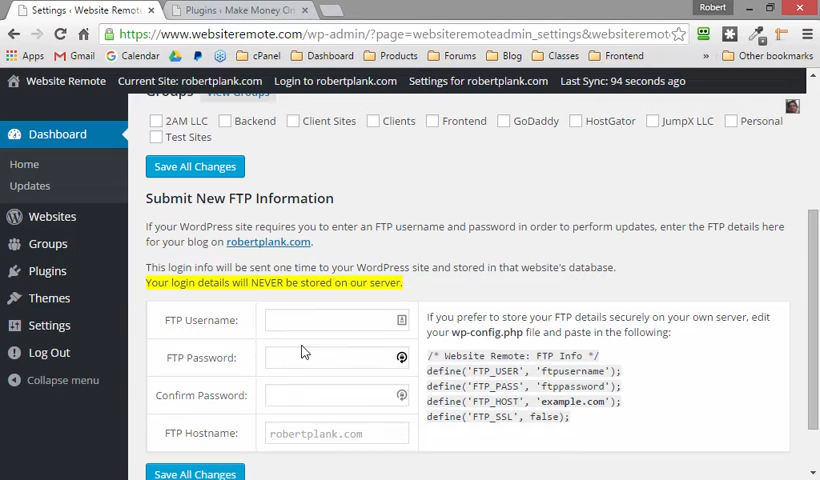 Robert
Settings ‹ Website Remote
Plugins ‹ Make Money On
https://www.websiteremote.com/wp-admin/?page=websiteremoteadmin_settings&websiteremot
Apps Gmail Calendar cPanel Dashboard Products Forums Blog Classes Frontend » Other bookmarks
Website Remote Current Site: robertplank.com Login to robertplank.com Settings for robertplank.com Last Sync: 94 seconds ago
Groups View Groups
2AM LLC Backend Client Sites Clients Frontend GoDaddy HostGator JumpX LLC Personal
Test Sites
Save All Changes
Dashboard
Home
Updates
Websites
Groups
Plugins
Themes
Settings
Log Out
Collapse menu
Submit New FTP Information
If your WordPress site requires you to enter an FTP username and password in order to perform updates, enter the FTP details here
for your blog on robertplank.com.
This login info will be sent one time to your WordPress site and stored in that website's database.
Your login details will NEVER be stored on our server.
FTP Username:
FTP Password:
Confirm Password:
FTP Hostname: robertplank.com
If you prefer to store your FTP details securely on your own server, edit
your wp-config.php file and paste in the following:
/* Website Remote: FTP Info */
define('FTP_USER', 'ftpusername');
define('FTP_PASS', 'ftppassword');
define('FTP_HOST', 'example.com');
define('FTP_SSL', false);
Save All Changes